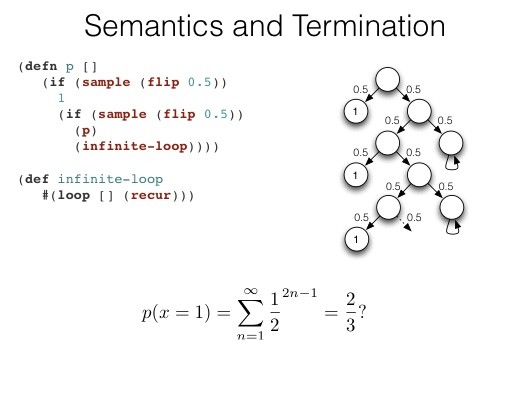 Semantics and Termination
(defn p []
(if (sample (flip 0.5))
1
(if (sample (flip 0.5))
(p)
(infinite-loop))))
(def infinite-loop
#(loop [] (recur)))
0.5 0.5
1
0.5 0.5
0.5 0.5
1
0.5 0.5
0.5 0.5
1
p(x = 1) = ∑_{n=1}^{∞} \frac{1}{2}^{2n−1} = \frac{2}{3}?